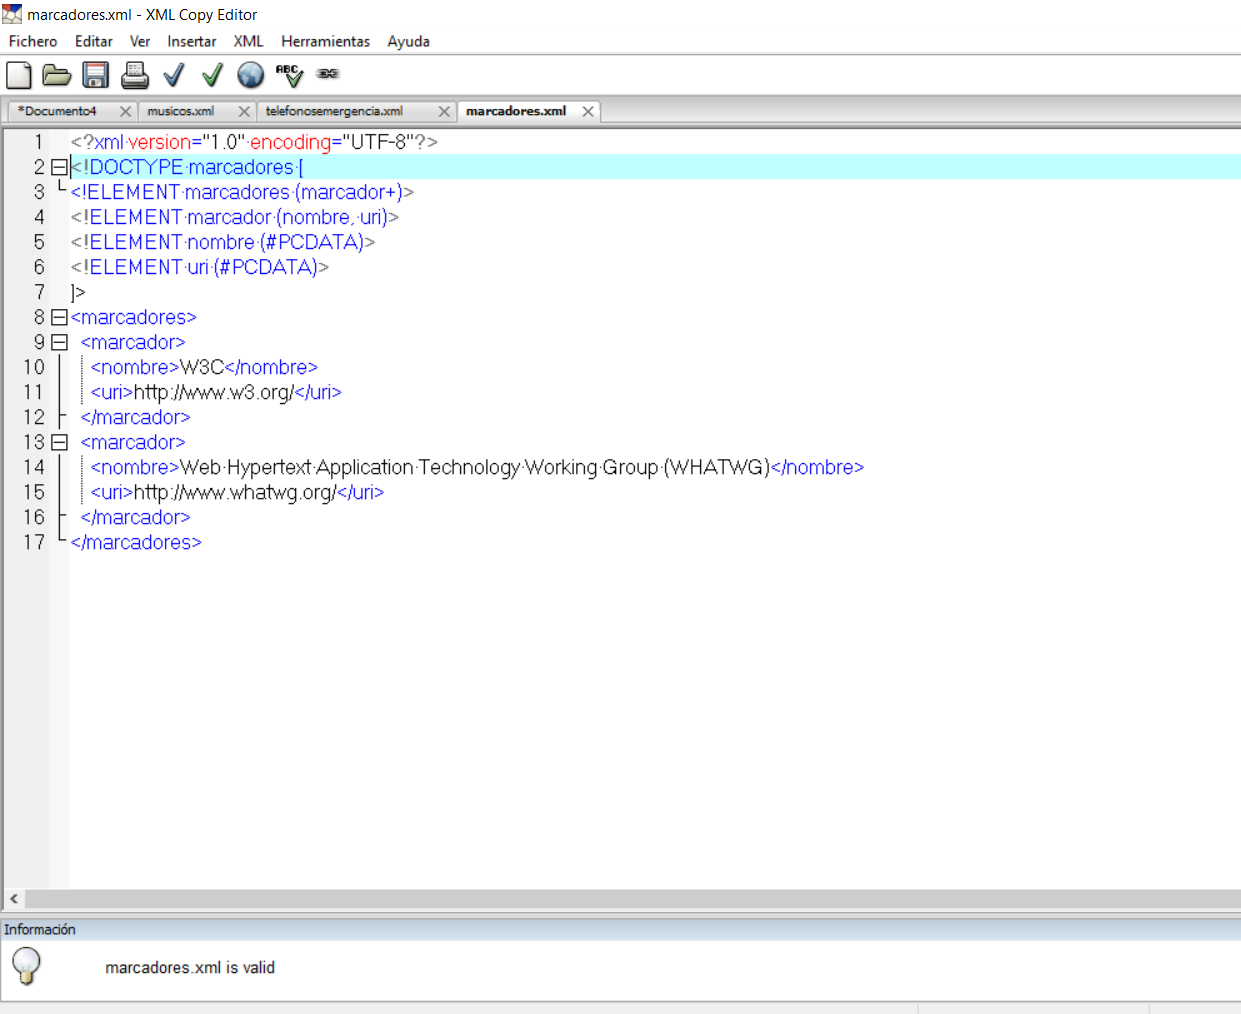 marcadores.xml - XML Copy Editor
Fichero Editar Ver Insertar XML Herramientas Ayuda
ABC
*Documento4 musicos.xml telefonosemergencia.xml marcadores.xml
1 <?xml version="1.0" encoding="UTF-8"?>
2 <!DOCTYPE marcadores [
3 <!ELEMENT marcadores (marcador+)>
4 <!ELEMENT marcador (nombre, uri)>
5 <!ELEMENT nombre (#PCDATA)>
6 <!ELEMENT uri (#PCDATA)>
7 ]>
8 <marcadores>
9 <marcador>
10 <nombre>W3C</nombre>
11 <uri>http://www.w3.org/</uri>
12 </marcador>
13 <marcador>
14 <nombre>Web Hypertext Application Technology Working Group (WHATWG)</nombre>
15 <uri>http://www.whatwg.org/</uri>
16 </marcador>
17 </marcadores>
Información
marcadores.xml is valid